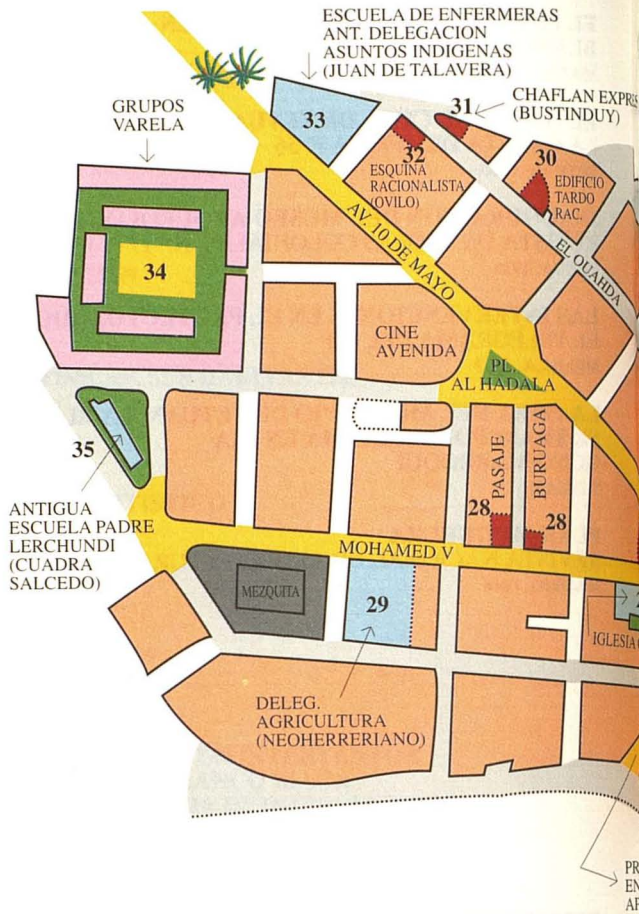 ESCUELA DE ENFERMERAS
ANT. DELEGACION
ASUNTOS INDIGENAS
(JUAN DE TALAVERA)
GRUPOS
VARELA
33
31
CHAFLAN
(BUSTINDUY)
32
ESQUINA
RACIONALISTA
(OVILO)
30
EDIFICIO
TARDO
RAC.
34
AV. 10 DE MAYO
EL OUAHDA
CINE
AVENIDA
PL.
AL HADALA
35
ANTIGUA
ESCUELA PADRE
LERCHUNDI
(CUADRA
SALCEDO)
PASAJE
BURUAGA
28
28
MOHAMED V
MEZQUITA
29
IGLESIA
DELEG.
AGRICULTURA
(NEOHERRERIANO)